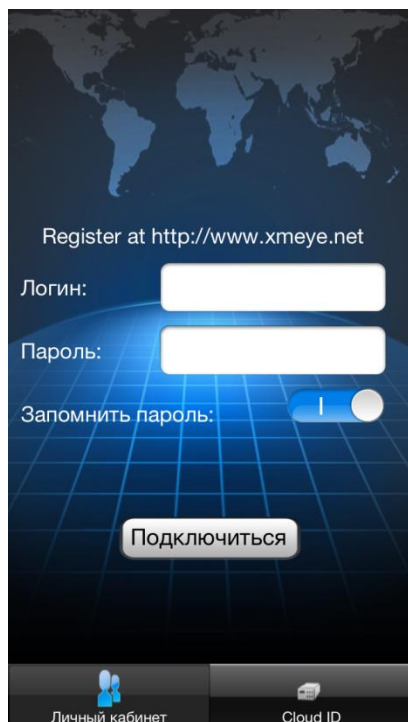 Register at http://www.xmeye.net
Логин:
Пароль:
Запомнить пароль:
Подключиться
Личный кабинет
Cloud ID